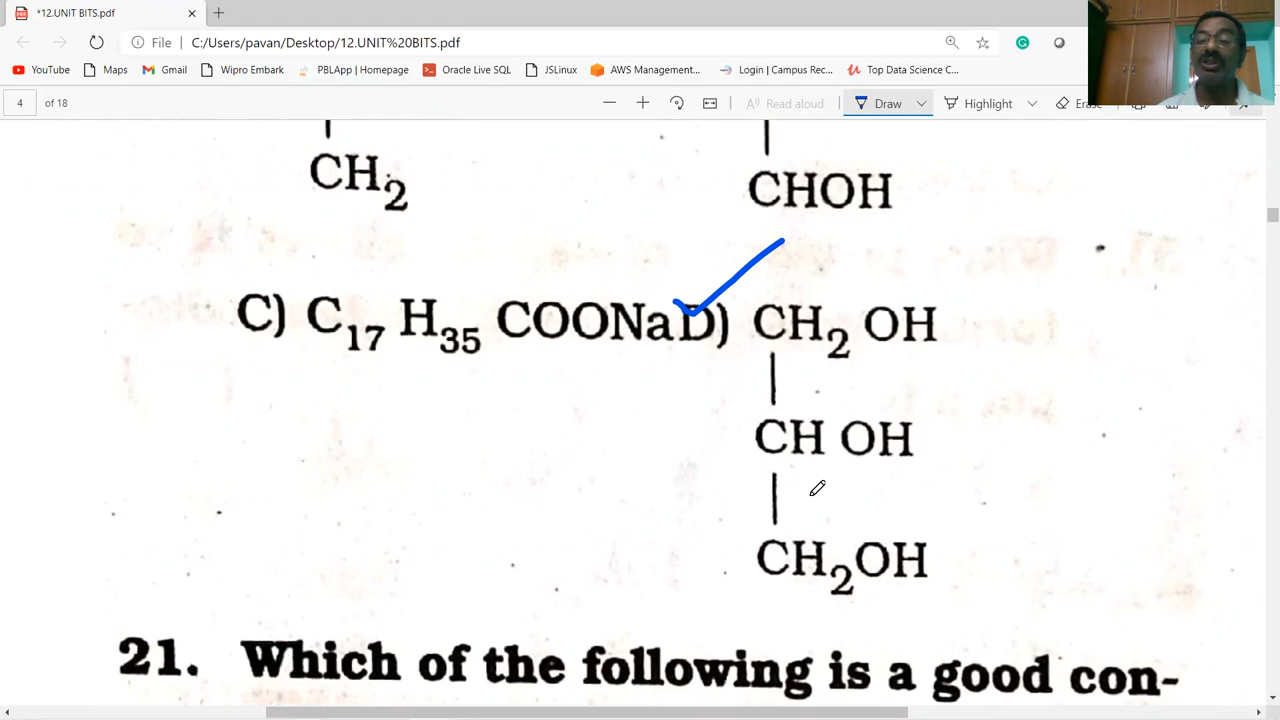 *12.UNIT BITS.pdf
File C:/Users/pavan/Desktop/12.UNIT%20BITS.pdf
YouTube Maps Gmail Wipro Embark PBLApp | Homepage Oracle Live SQL JSLinux AWS Management... Login | Campus Rec... Top Data Science C...
4 of 18 Read aloud Draw Highlight
CH2 CHOH
C) C17 H35 COONa D) CH2 OH
CH OH
CH2OH
21. Which of the following is a good con-